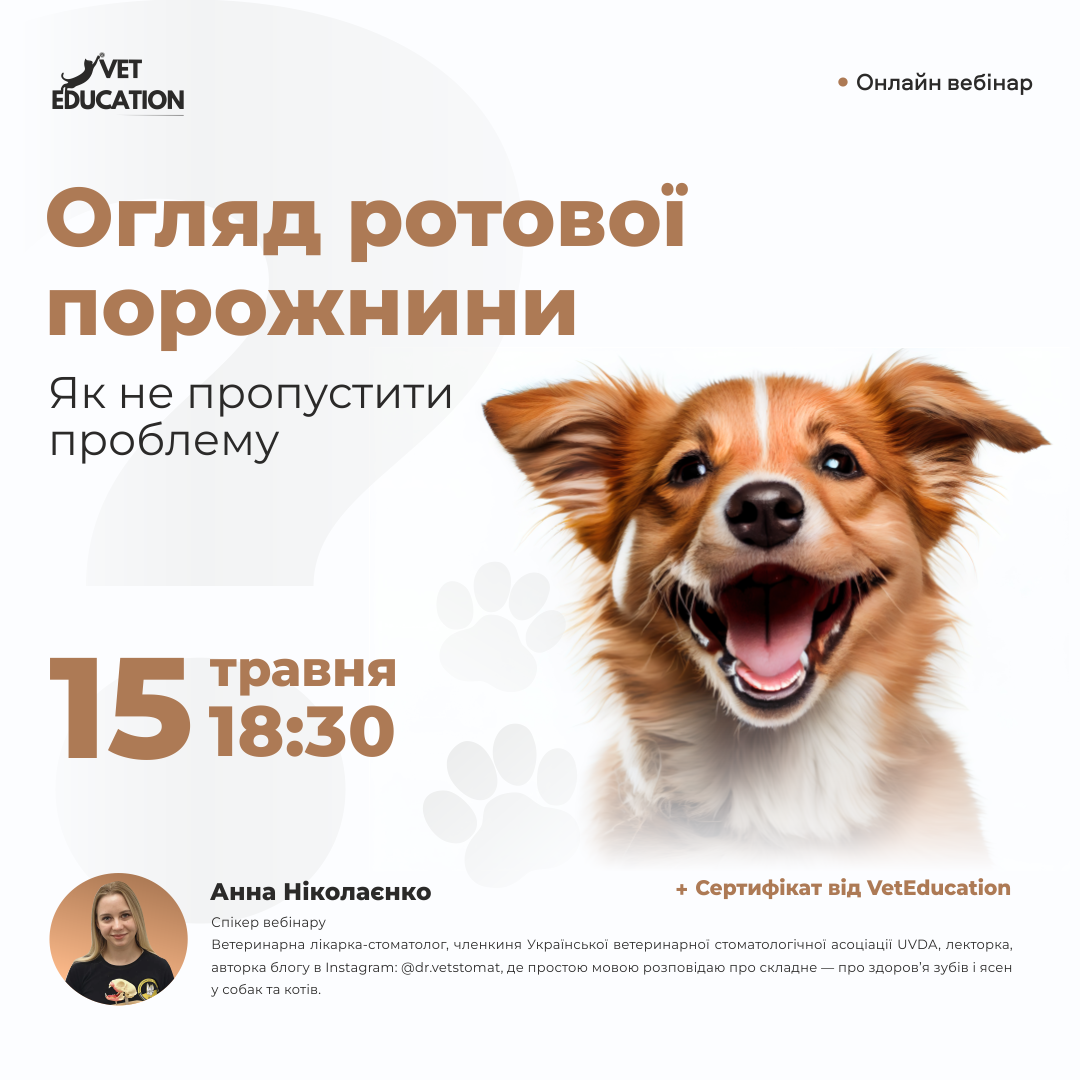 VET
EDUCATION
Онлайн вебінар
Огляд ротової
порожнини
Як не пропустити
проблему
15 травня
18:30
Анна Ніколаєнко
+ Сертифікат від VetEducation
Спікер вебінару
Ветеринарна лікарка-стоматолог, членкиня Української ветеринарної стоматологічної асоціації UVDA, лекторка,
авторка блогу в Instagram: @dr.vetstomat, де простою мовою розповідаю про складне — про здоров’я зубів і ясен
у собак та котів.